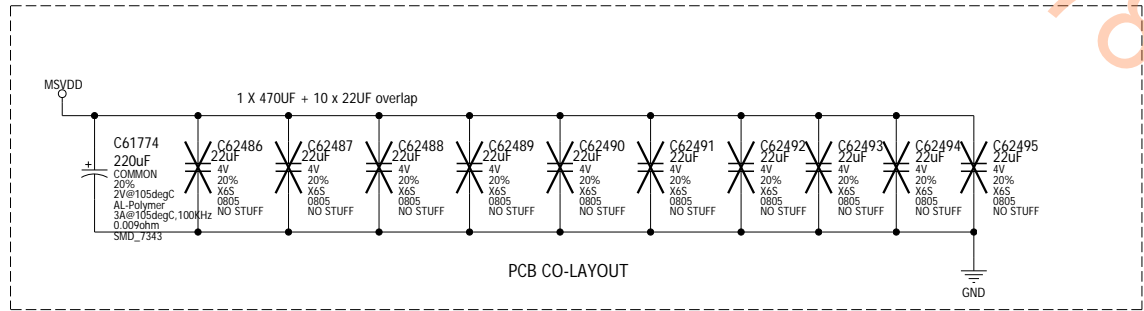 MSVDD
1 X 470UF + 10 x 22UF overlap
C61774
220uF
COMMON
20%
2V@105degC
AL-Polymer
3A@105degC,100KHz
0.009ohm
SMD_7343
+
C62486
22uF
4V
20%
X6S
0805
NO STUFF
C62487
22uF
4V
20%
X6S
0805
NO STUFF
C62488
22uF
4V
20%
X6S
0805
NO STUFF
C62489
22uF
4V
20%
X6S
0805
NO STUFF
C62490
22uF
4V
20%
X6S
0805
NO STUFF
C62491
22uF
4V
20%
X6S
0805
NO STUFF
C62492
22uF
4V
20%
X6S
0805
NO STUFF
C62493
22uF
4V
20%
X6S
0805
NO STUFF
C62494
22uF
4V
20%
X6S
0805
NO STUFF
C62495
22uF
4V
20%
X6S
0805
NO STUFF
PCB CO-LAYOUT
GND